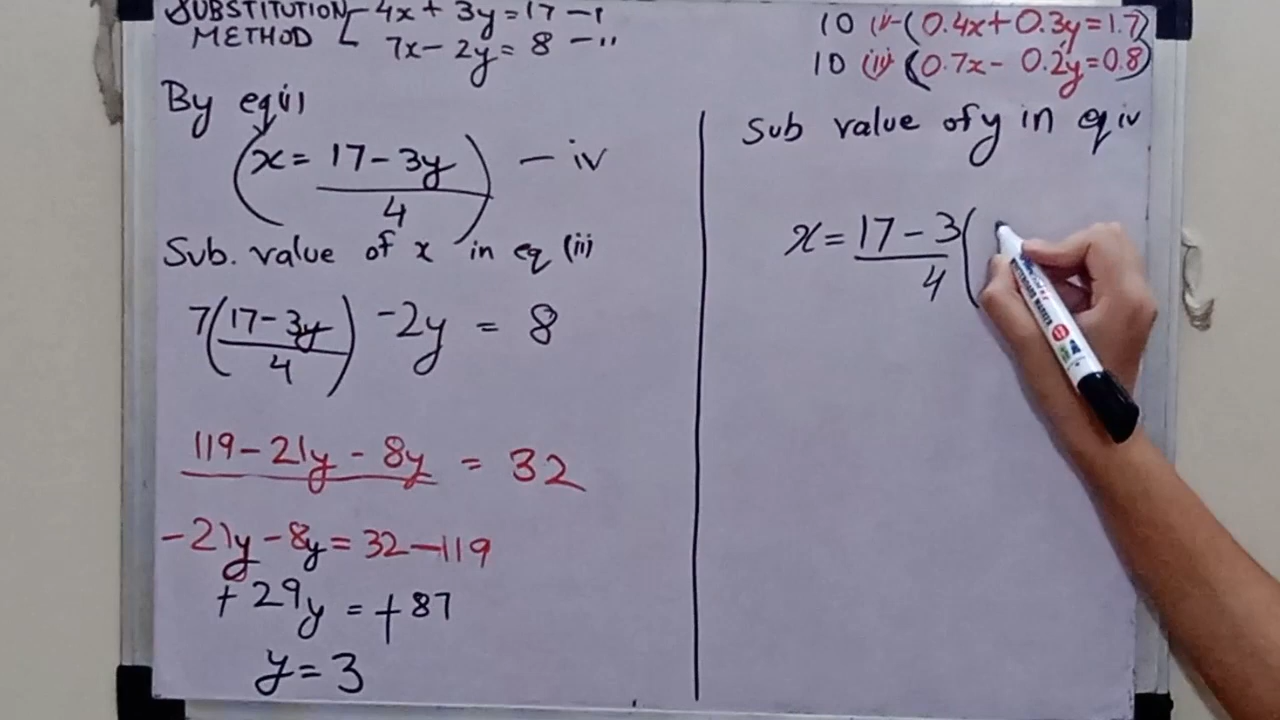 SUBSTITUTION 4x + 3y = 17 - i
METHOD 7x - 2y = 8 - ii
10 (i) (0.4x + 0.3y = 1.7)
10 (ii) (0.7x - 0.2y = 0.8)
By eq (i)
(x = 17 - 3y / 4) - iv
Sub. value of x in eq (ii)
7(17 - 3y / 4) - 2y = 8
119 - 21y - 8y = 32
-21y - 8y = 32 - 119
+ 29y = + 87
y = 3
Sub value of y in eq iv
x = 17 - 3( / 4